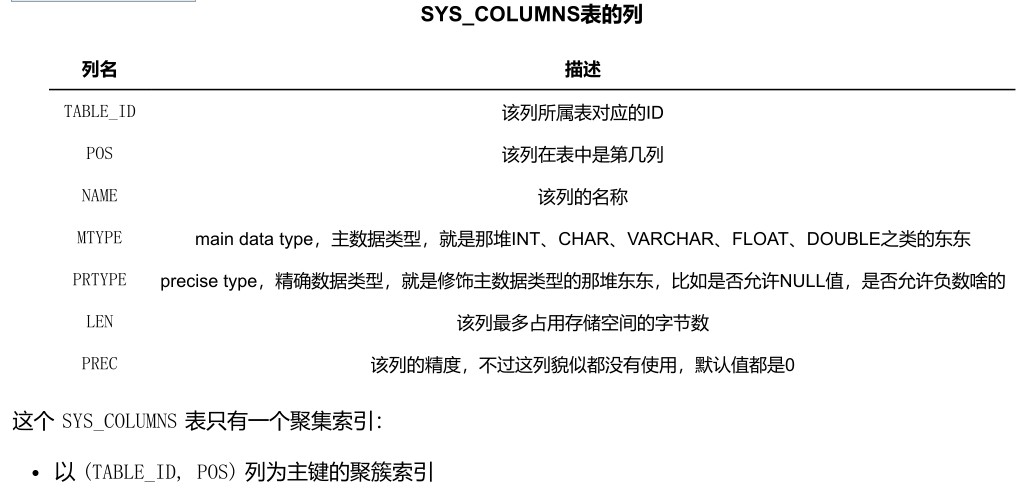 SYS_COLUMNS表的列
列名 描述
TABLE_ID 该列所属表对应的ID
POS 该列在表中是第几列
NAME 该列的名称
MTYPE main data type，主数据类型，就是那堆INT、CHAR、VARCHAR、FLOAT、DOUBLE之类的东东
PRTYPE precise type，精确数据类型，就是修饰主数据类型的那堆东东，比如是否允许NULL值，是否允许负数啥的
LEN 该列最多占用存储空间的字节数
PREC 该列的精度，不过这列貌似都没有使用，默认值都是0
这个 SYS_COLUMNS 表只有一个聚集索引：
• 以 (TABLE_ID, POS) 列为主键的聚簇索引